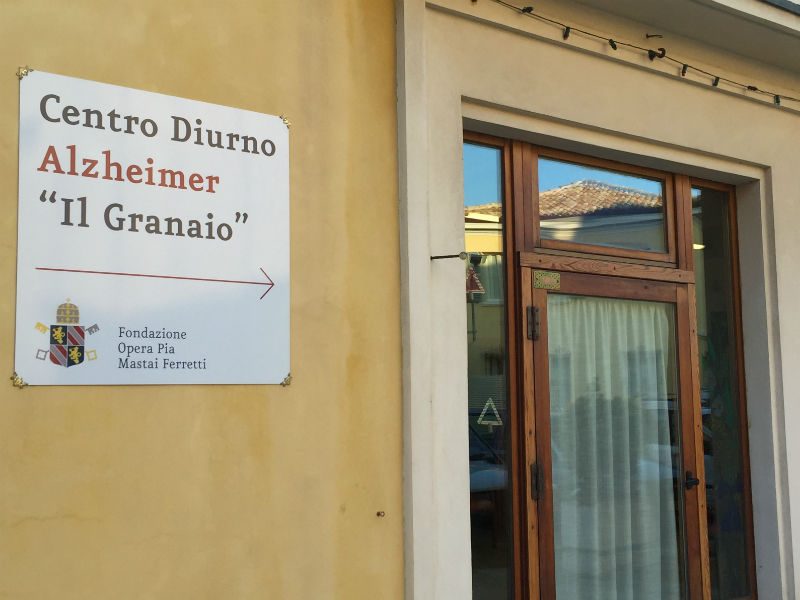 Centro Diurno
Alzheimer
“Il Granaio”
Fondazione
Opera Pia
Mastai Ferretti